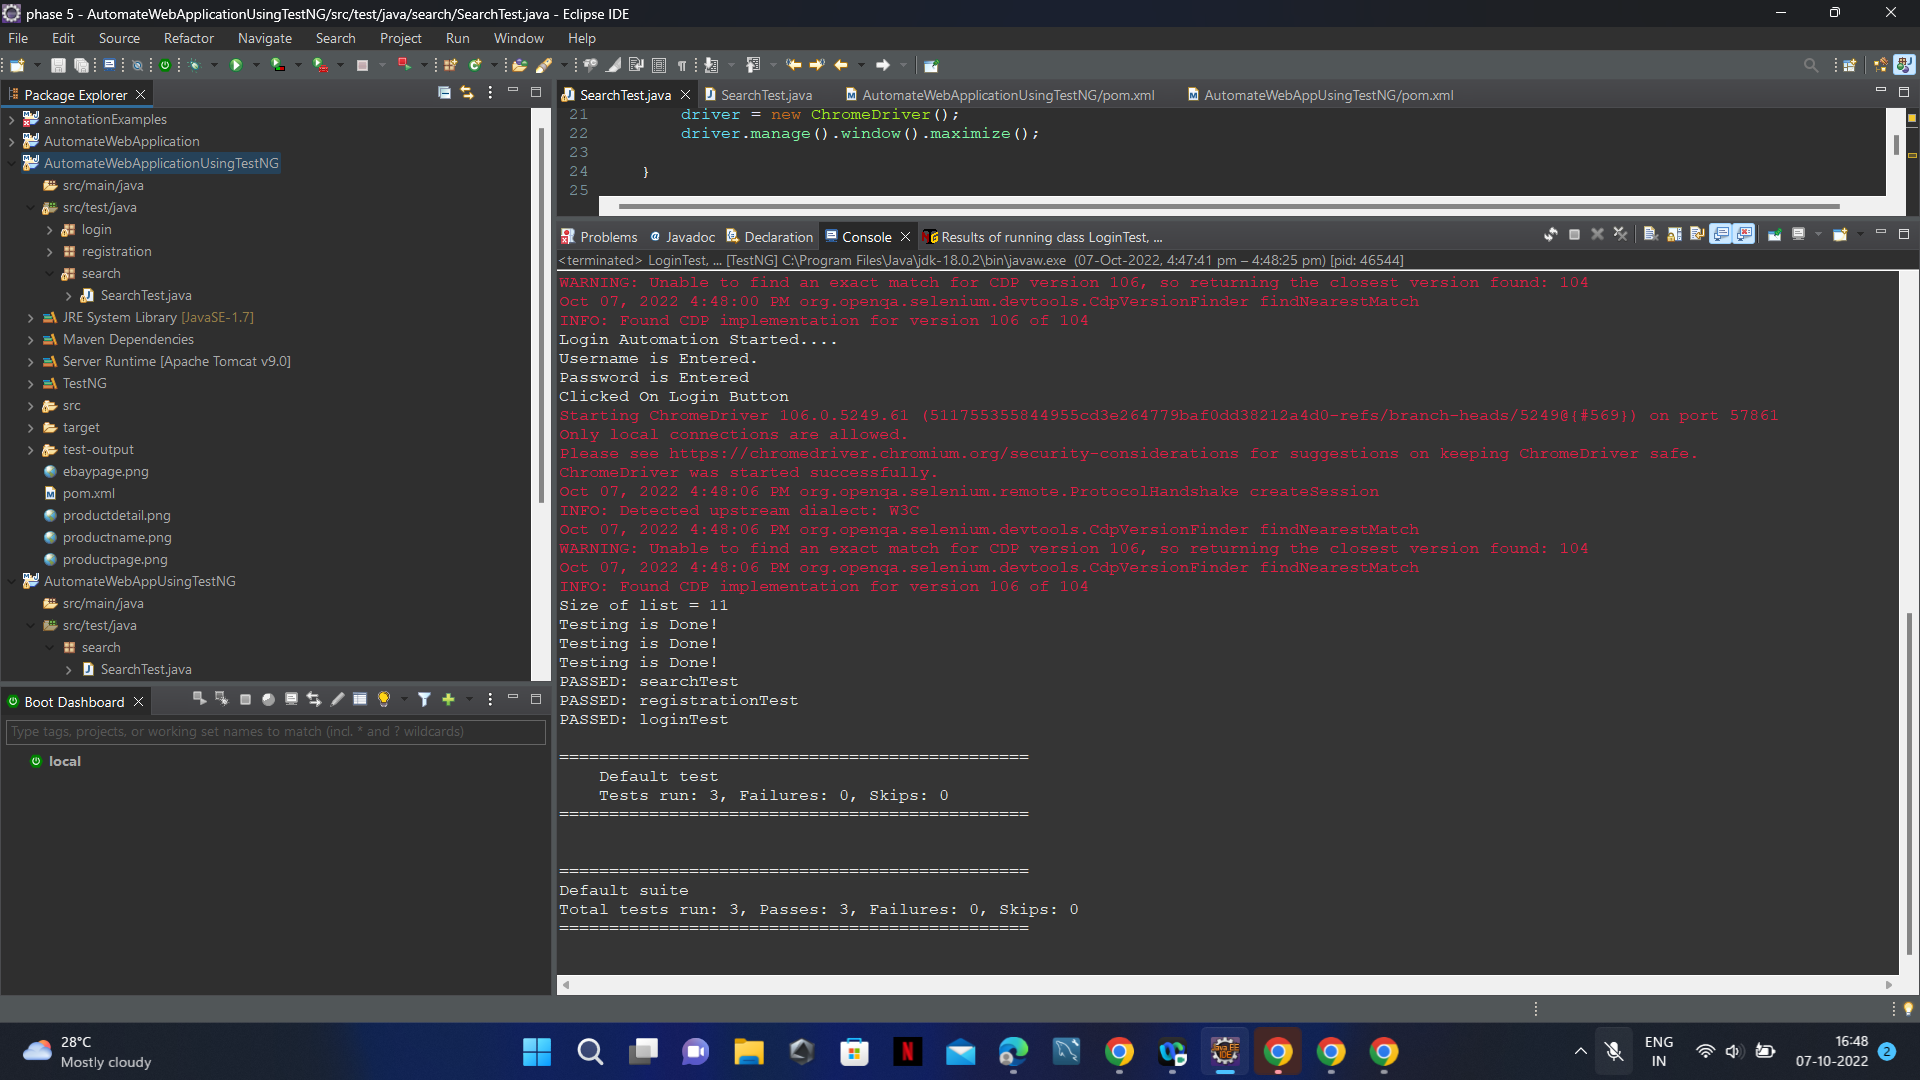 phase 5 - AutomateWebApplicationUsingTestNG/src/test/java/search/SearchTest.java - Eclipse IDE
File Edit Source Refactor Navigate Search Project Run Window Help
Package Explorer
annotationExamples
AutomateWebApplication
AutomateWebApplicationUsingTestNG
src/main/java
src/test/java
login
registration
search
SearchTest.java
JRE System Library [JavaSE-1.7]
Maven Dependencies
Server Runtime [Apache Tomcat v9.0]
TestNG
src
target
test-output
ebaypage.png
pom.xml
productdetail.png
productname.png
productpage.png
AutomateWebAppUsingTestNG
src/main/java
src/test/java
search
SearchTest.java
Boot Dashboard
Type tags, projects, or working set names to match (incl. * and ? wildcards)
local
SearchTest.java SearchTest.java AutomateWebApplicationUsingTestNG/pom.xml AutomateWebAppUsingTestNG/pom.xml
21 driver = new ChromeDriver();
22 driver.manage().window().maximize();
23
24 }
25
Problems Javadoc Declaration Console Results of running class LoginTest, ...
<terminated> LoginTest, ... [TestNG] C:\Program Files\Java\jdk-18.0.2\bin\javaw.exe (07-Oct-2022, 4:47:41 pm – 4:48:25 pm) [pid: 46544]
WARNING: Unable to find an exact match for CDP version 106, so returning the closest version found: 104
Oct 07, 2022 4:48:00 PM org.openqa.selenium.devtools.CdpVersionFinder findNearestMatch
INFO: Found CDP implementation for version 106 of 104
Login Automation Started....
Username is Entered.
Password is Entered
Clicked On Login Button
Starting ChromeDriver 106.0.5249.61 (511755355844955cd3e264779baf0dd38212a4d0-refs/branch-heads/5249@{#569}) on port 57861
Only local connections are allowed.
Please see https://chromedriver.chromium.org/security-considerations for suggestions on keeping ChromeDriver safe.
ChromeDriver was started successfully.
Oct 07, 2022 4:48:06 PM org.openqa.selenium.remote.ProtocolHandshake createSession
INFO: Detected upstream dialect: W3C
Oct 07, 2022 4:48:06 PM org.openqa.selenium.devtools.CdpVersionFinder findNearestMatch
WARNING: Unable to find an exact match for CDP version 106, so returning the closest version found: 104
Oct 07, 2022 4:48:06 PM org.openqa.selenium.devtools.CdpVersionFinder findNearestMatch
INFO: Found CDP implementation for version 106 of 104
Size of list = 11
Testing is Done!
Testing is Done!
Testing is Done!
PASSED: searchTest
PASSED: registrationTest
PASSED: loginTest
===============================================
Default test
Tests run: 3, Failures: 0, Skips: 0
===============================================
===============================================
Default suite
Total tests run: 3, Passes: 3, Failures: 0, Skips: 0
===============================================
28°C
Mostly cloudy
ENG
IN
16:48
07-10-2022
2